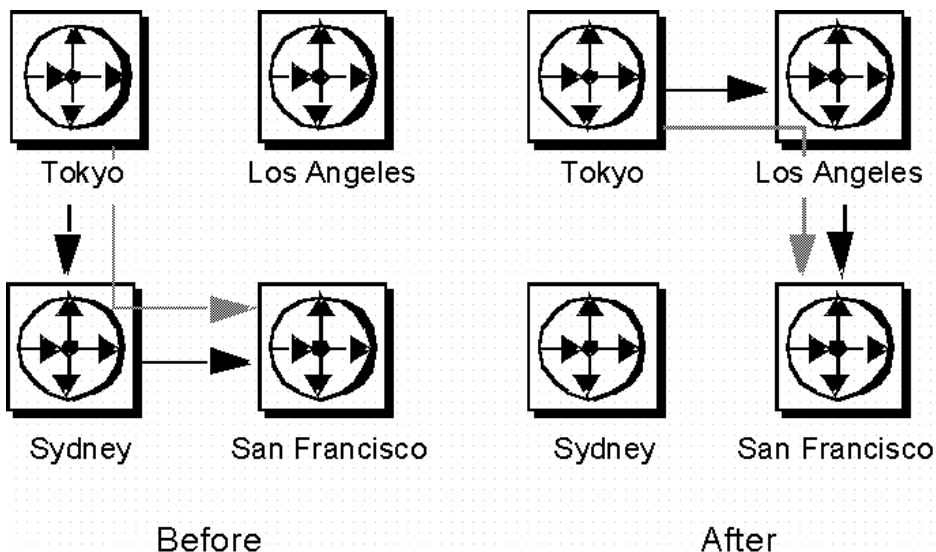 Tokyo Los Angeles Tokyo Los Angeles
Sydney San Francisco Sydney San Francisco
Before After